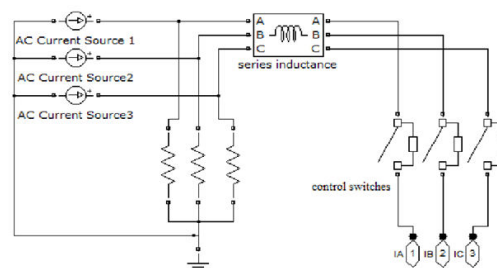 AC Current Source 1
AC Current Source2
AC Current Source3
A A
B B
C C
series inductance
control switches
IA 1 IB 2 IC 3